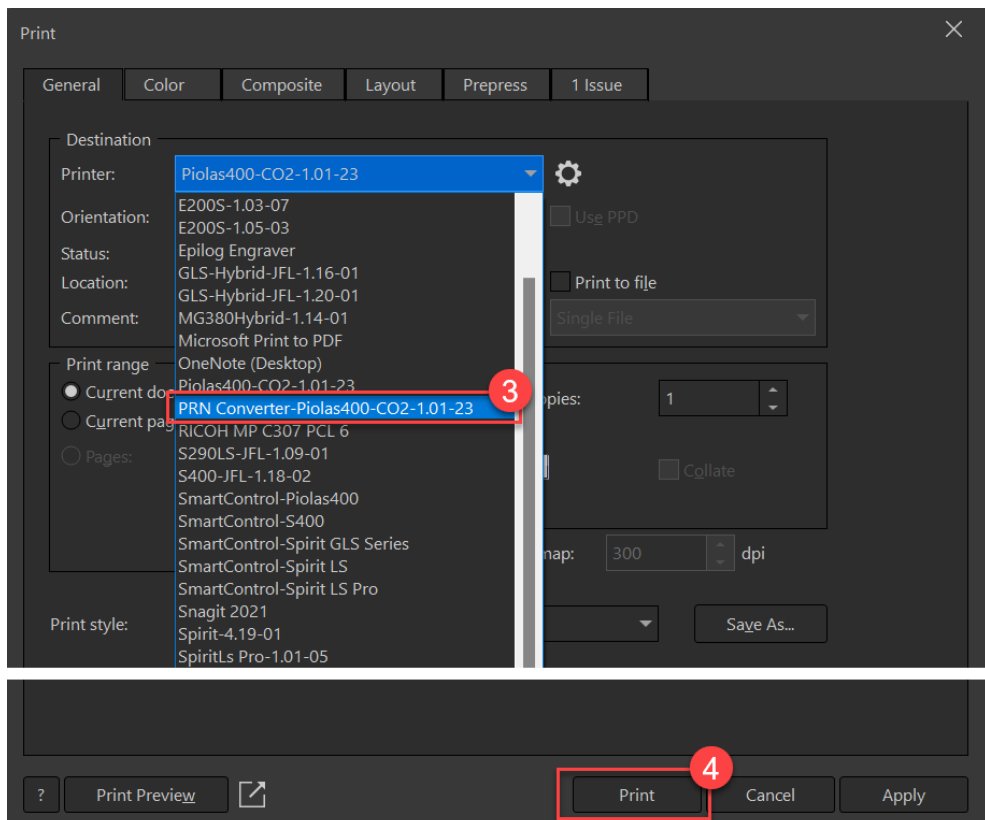 Print
General Color Composite Layout Prepress 1 Issue
Destination
Printer: Piolas400-CO2-1.01-23
Orientation: Use PPD
Status:
Location: Print to file
Comment: Single File
E200S-1.03-07
E200S-1.05-03
Epilog Engraver
GLS-Hybrid-JFL-1.16-01
GLS-Hybrid-JFL-1.20-01
MG380Hybrid-1.14-01
Microsoft Print to PDF
OneNote (Desktop)
Piolas400-CO2-1.01-23
PRN Converter-Piolas400-CO2-1.01-23
RICOH MP C307 PCL 6
S290LS-JFL-1.09-01
S400-JFL-1.18-02
SmartControl-Piolas400
SmartControl-S400
SmartControl-Spirit GLS Series
SmartControl-Spirit LS
SmartControl-Spirit LS Pro
Snagit 2021
Spirit-4.19-01
SpiritLs Pro-1.01-05
3
Print range
Current doc
Current pag
Pages:
opies: 1
Collate
map: 300 dpi
Print style: Save As...
4
? Print Preview Print Cancel Apply